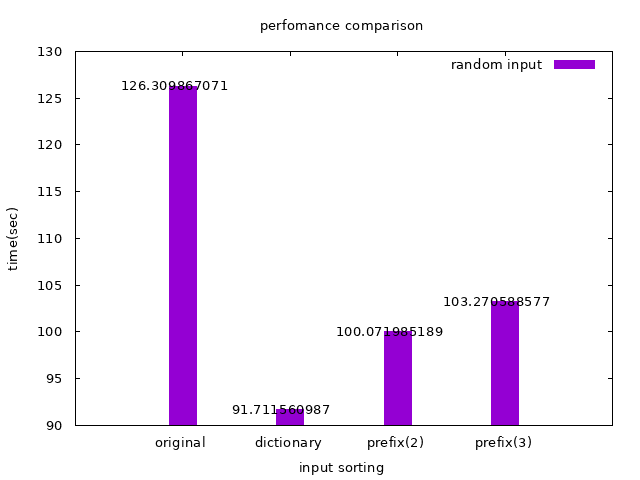 perfomance comparison
130
125
120
115
110
105
100
95
90
time(sec)
random input
126.309867071
91.711560987
100.071985189
103.270588577
original
dictionary
prefix(2)
prefix(3)
input sorting